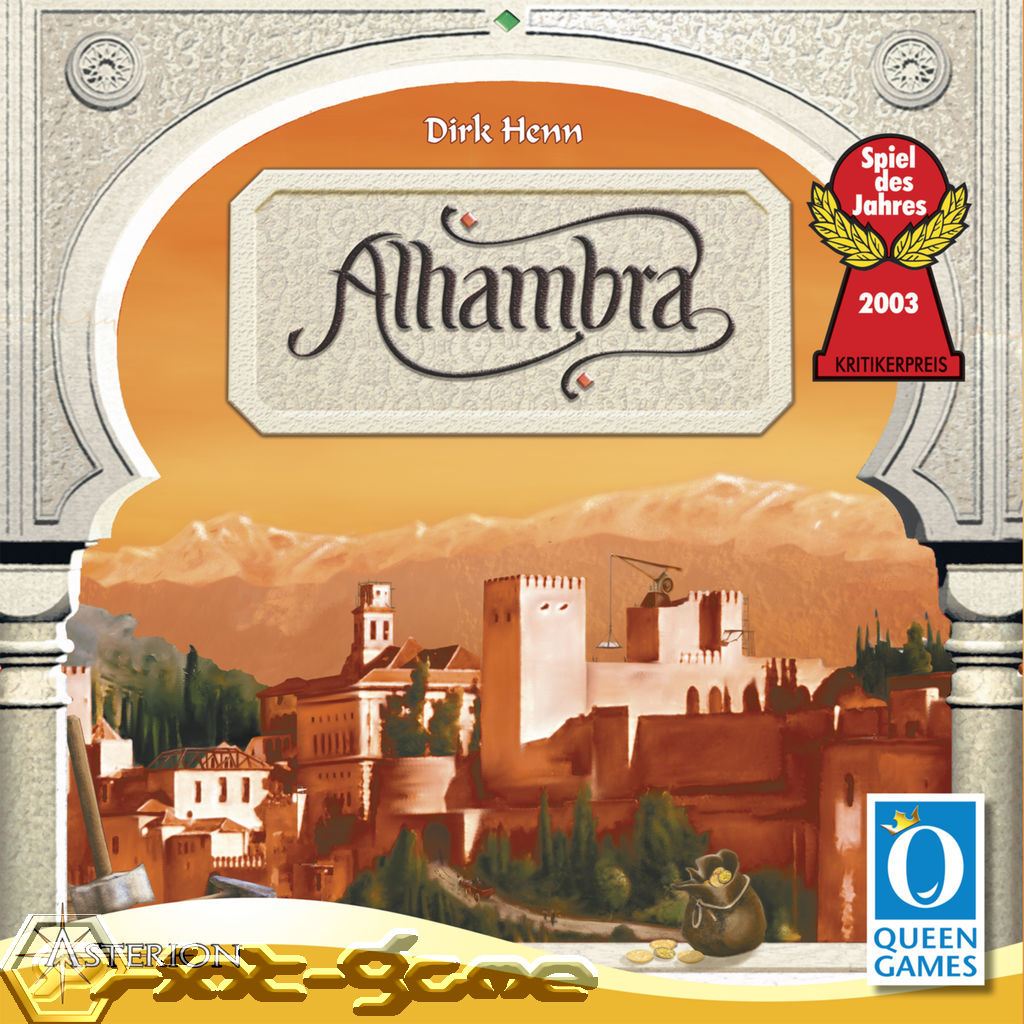 Dirk Henn
Alhambra
Spiel
des
Jahres
2003
KRITIKERPREIS
QUEEN
GAMES
ASTERION